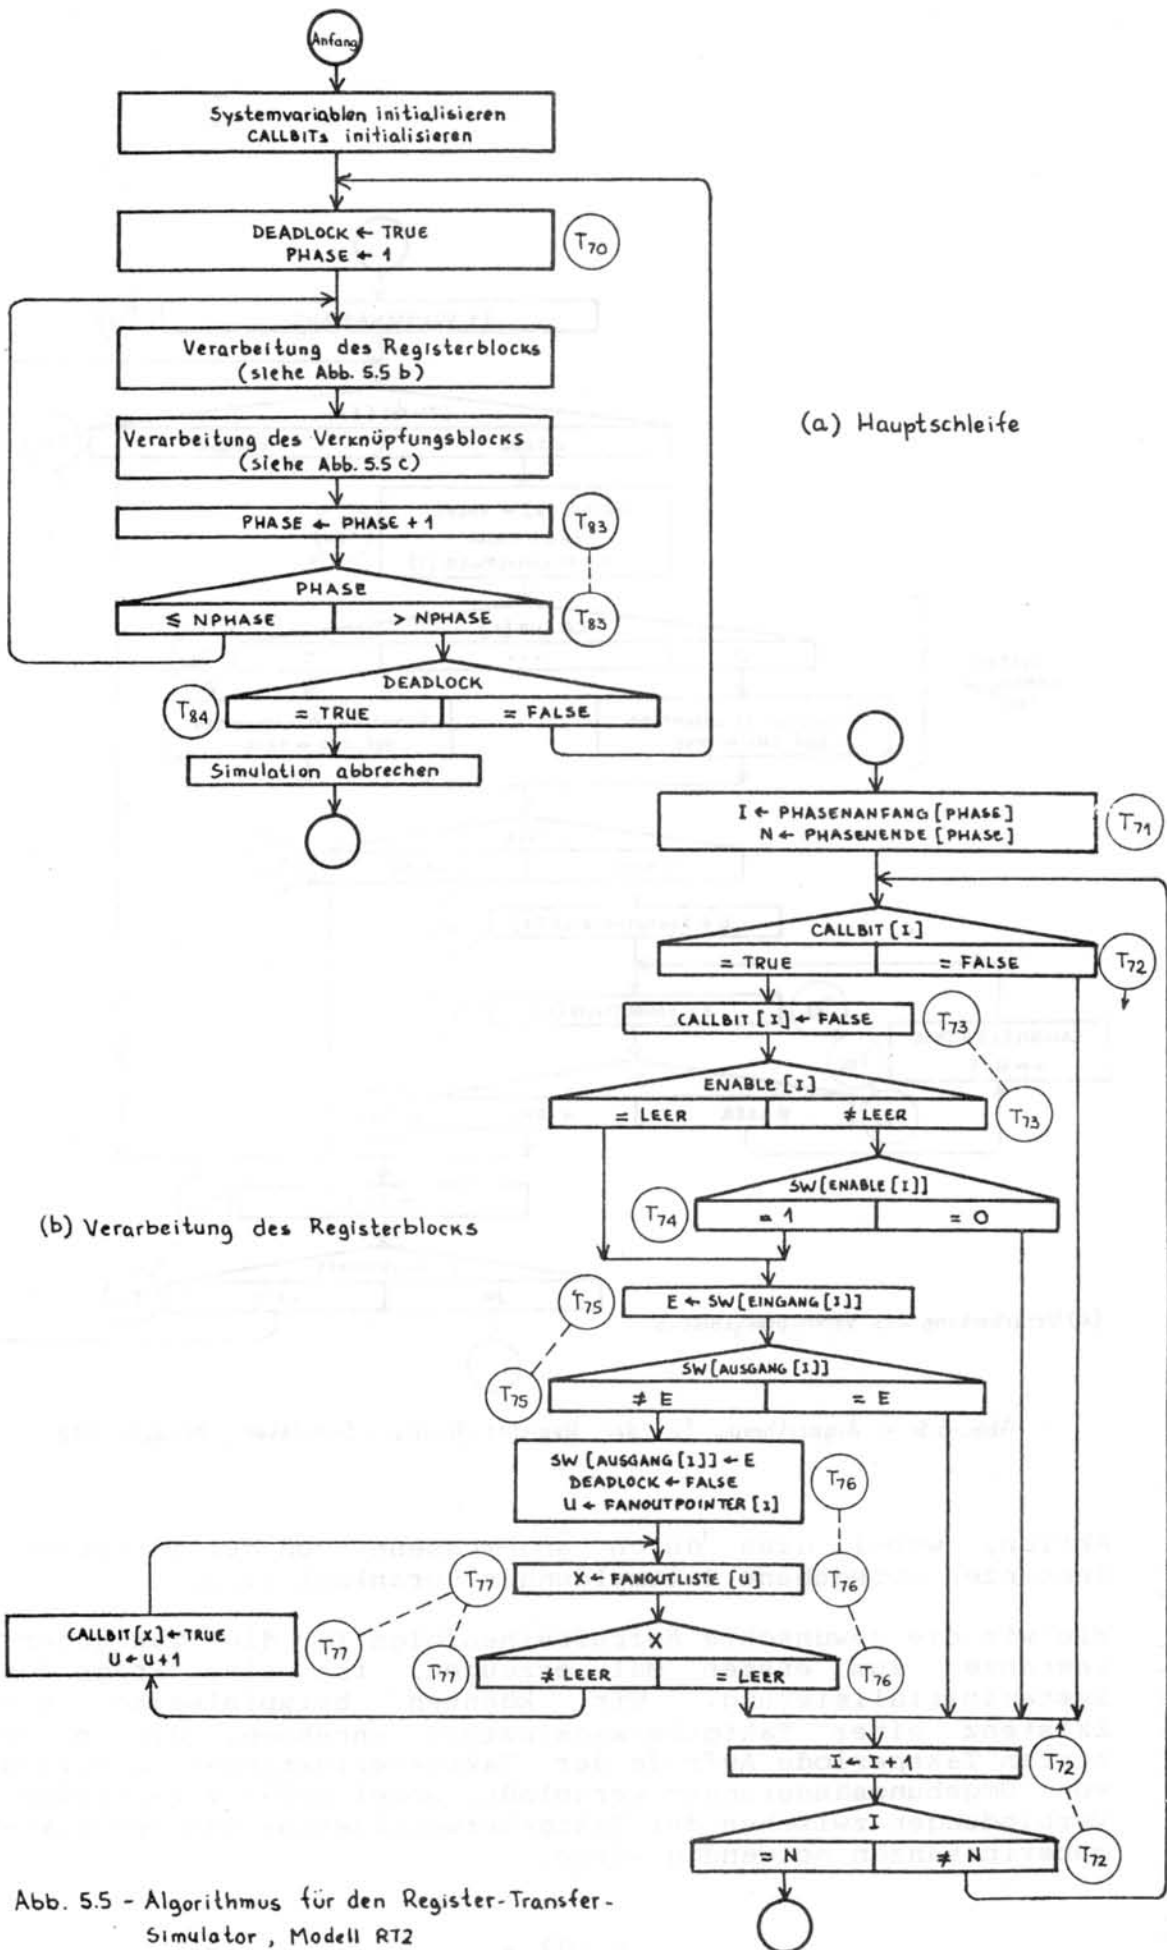 Anfang
Systemvariablen initialisieren
CALLBITs initialisieren
DEADLOCK ← TRUE
PHASE ← 1
T70
Verarbeitung des Registerblocks
(siehe Abb. 5.5 b)
Verarbeitung des Verknüpfungsblocks
(siehe Abb. 5.5 c)
(a) Hauptschleife
PHASE ← PHASE + 1
T83
PHASE
≤ NPHASE
> NPHASE
T83
DEADLOCK
T84
= TRUE
= FALSE
Simulation abbrechen
I ← PHASENANFANG [PHASE]
N ← PHASENENDE [PHASE]
T71
CALLBIT [I]
= TRUE
= FALSE
T72
CALLBIT [I] ← FALSE
T73
ENABLE [I]
= LEER
≠ LEER
T73
SW [ENABLE [I]]
T74
= 1
= 0
(b) Verarbeitung des Registerblocks
T75
E ← SW [EINGANG [I]]
SW [AUSGANG [I]]
T75
≠ E
= E
SW [AUSGANG [I]] ← E
DEADLOCK ← FALSE
U ← FANOUTPOINTER [I]
T76
T77
X ← FANOUTLISTE [U]
T76
CALLBIT [X] ← TRUE
U ← U + 1
T77
T77
X
≠ LEER
= LEER
T76
I ← I + 1
T72
I
= N
≠ N
T72
Abb. 5.5 - Algorithmus für den Register-Transfer-
Simulator, Modell RT2